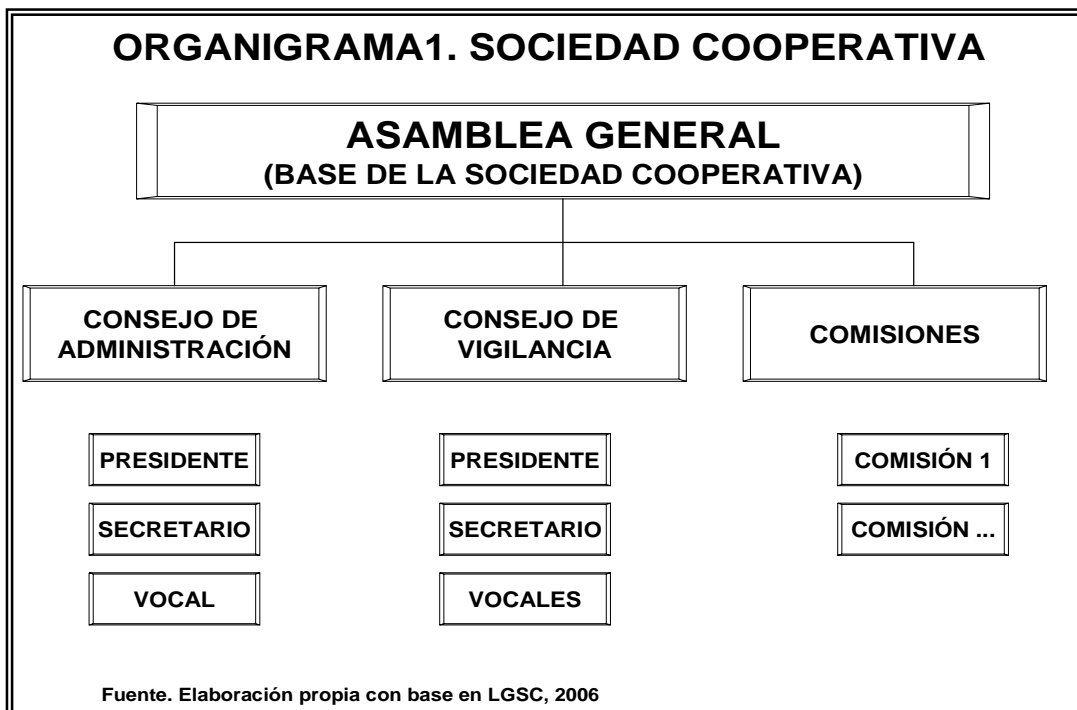 ORGANIGRAMA1. SOCIEDAD COOPERATIVA
ASAMBLEA GENERAL
(BASE DE LA SOCIEDAD COOPERATIVA)
CONSEJO DE
ADMINISTRACIÓN
CONSEJO DE
VIGILANCIA
COMISIONES
PRESIDENTE
PRESIDENTE
COMISIÓN 1
SECRETARIO
SECRETARIO
COMISIÓN ...
VOCAL
VOCALES
Fuente. Elaboración propia con base en LGSC, 2006